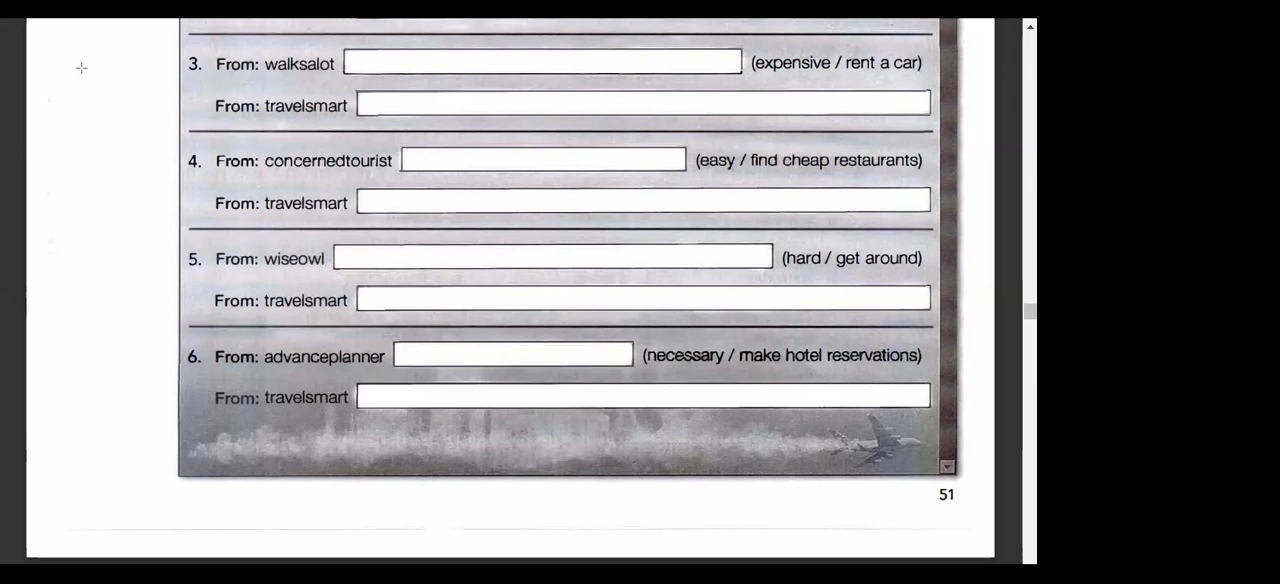 3. From: walksalot (expensive / rent a car)
From: travelsmart
4. From: concernedtourist (easy / find cheap restaurants)
From: travelsmart
5. From: wiseowl (hard / get around)
From: travelsmart
6. From: advanceplanner (necessary / make hotel reservations)
From: travelsmart
51